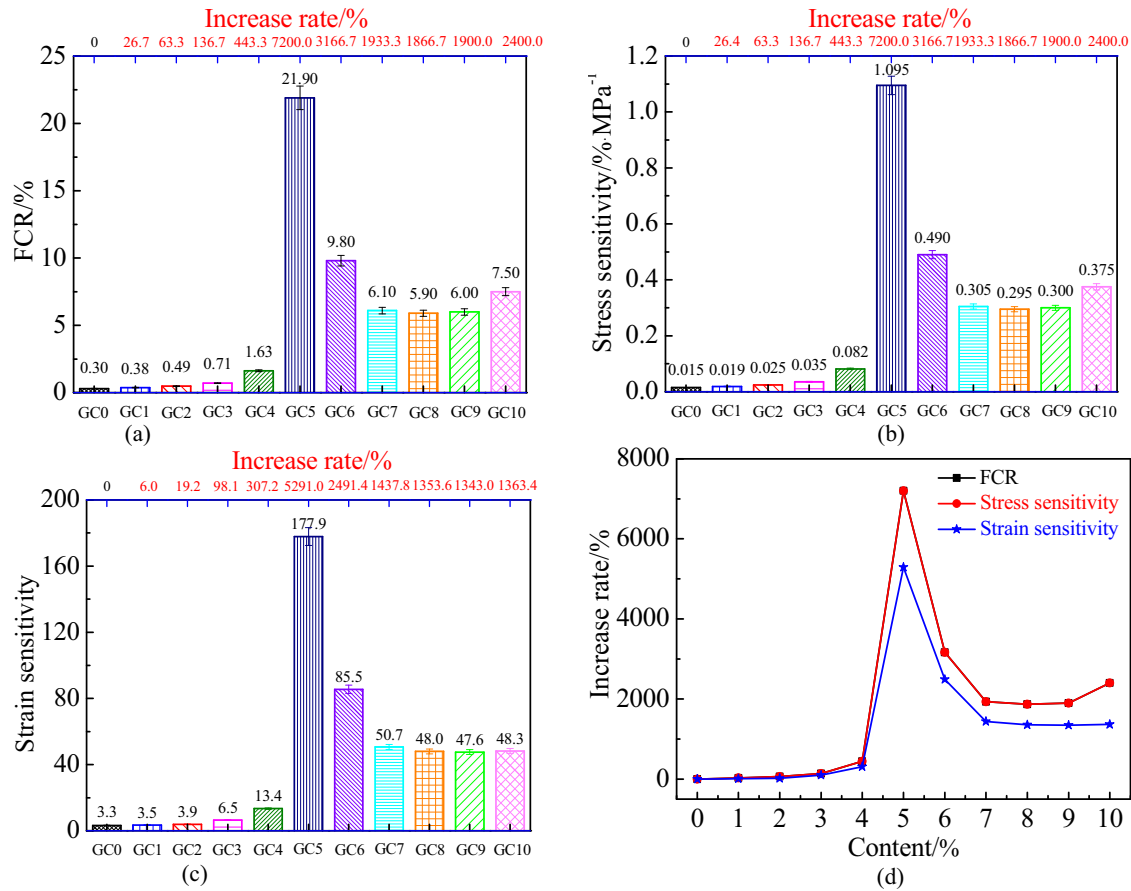 Increase rate/%
0 26.7 63.3 136.7 443.3 7200.0 3166.7 1933.3 1866.7 1900.0 2400.0
25
20
15
10
5
0
FCR/%
0.30 0.38 0.49 0.71 1.63 21.90 9.80 6.10 5.90 6.00 7.50
GC0 GC1 GC2 GC3 GC4 GC5 GC6 GC7 GC8 GC9 GC10
(a)
Increase rate/%
0 26.4 63.3 136.7 443.3 7200.0 3166.7 1933.3 1866.7 1900.0 2400.0
1.2
1.0
0.8
0.6
0.4
0.2
0.0
Stress sensitivity/%·MPa⁻¹
0.015 0.019 0.025 0.035 0.082 1.095 0.490 0.305 0.295 0.300 0.375
GC0 GC1 GC2 GC3 GC4 GC5 GC6 GC7 GC8 GC9 GC10
(b)
Increase rate/%
0 6.0 19.2 98.1 307.2 5291.0 2491.4 1437.8 1353.6 1343.0 1363.4
200
160
120
80
40
0
Strain sensitivity
3.3 3.5 3.9 6.5 13.4 177.9 85.5 50.7 48.0 47.6 48.3
GC0 GC1 GC2 GC3 GC4 GC5 GC6 GC7 GC8 GC9 GC10
(c)
8000
6000
4000
2000
0
Increase rate/%
FCR
Stress sensitivity
Strain sensitivity
0 1 2 3 4 5 6 7 8 9 10
Content/%
(d)